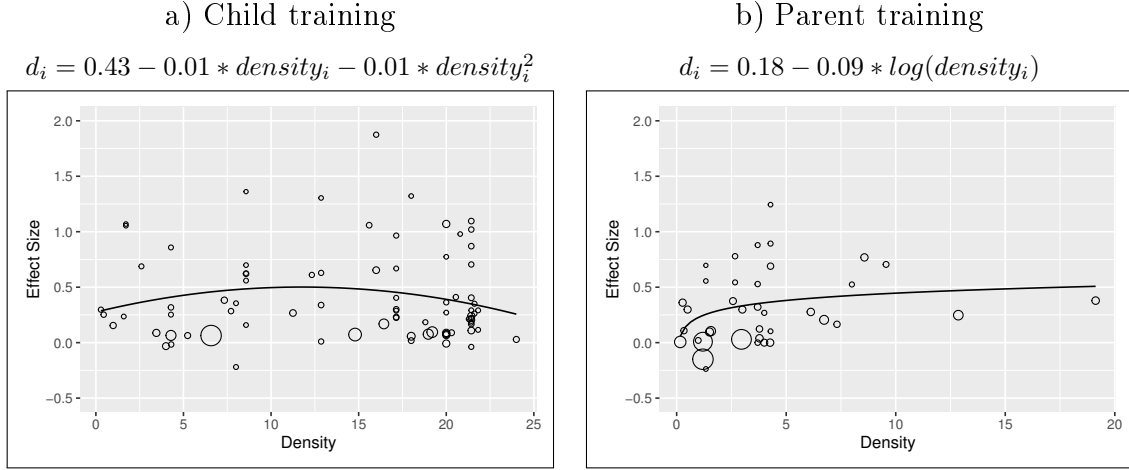 a) Child training
d_i = 0.43 − 0.01 ∗ density_i − 0.01 ∗ density_i^2
2.0
1.5
1.0
0.5
0.0
−0.5
Effect Size
0 5 10 15 20 25
Density
b) Parent training
d_i = 0.18 − 0.09 ∗ log(density_i)
2.0
1.5
1.0
0.5
0.0
−0.5
Effect Size
0 5 10 15 20
Density